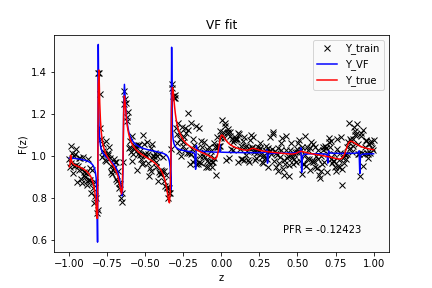 VF fit
Y_train
Y_VF
Y_true
F(z)
1.4
1.2
1.0
0.8
0.6
PFR = -0.12423
−1.00 −0.75 −0.50 −0.25 0.00 0.25 0.50 0.75 1.00
z